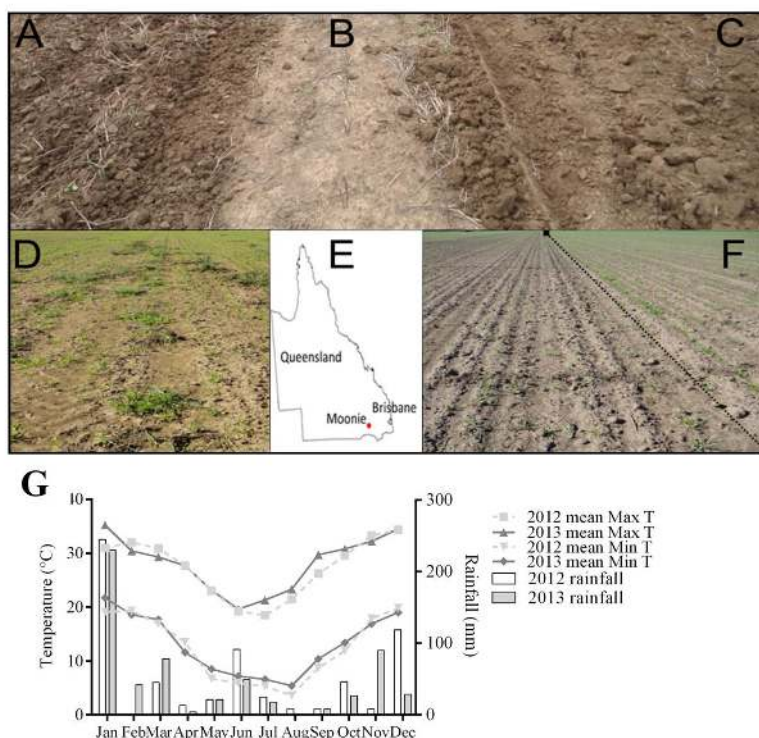 A B C
D E F
Queensland
Moonie Brisbane
G
10 300
30 200
20
10 100
0 0
Temperature (°C)
Rainfall (mm)
Jan Feb Mar Apr May Jun Jul Aug Sep Oct Nov Dec
2012 mean Max T
2013 mean Max T
2012 mean Min T
2013 mean Min T
2012 rainfall
2013 rainfall